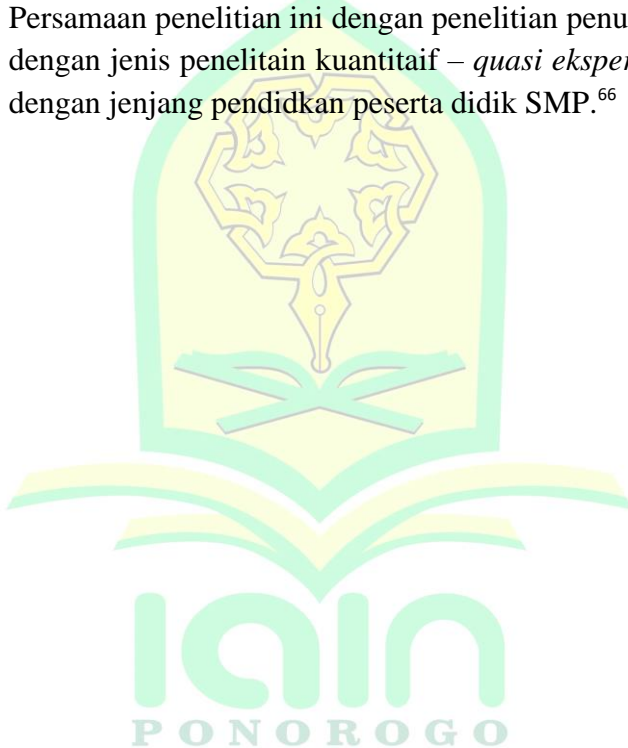 Persamaan penelitian ini dengan penelitian penu
dengan jenis penelitain kuantitaif – quasi eksper
dengan jenjang pendidkan peserta didik SMP.66
iain
PONOROGO